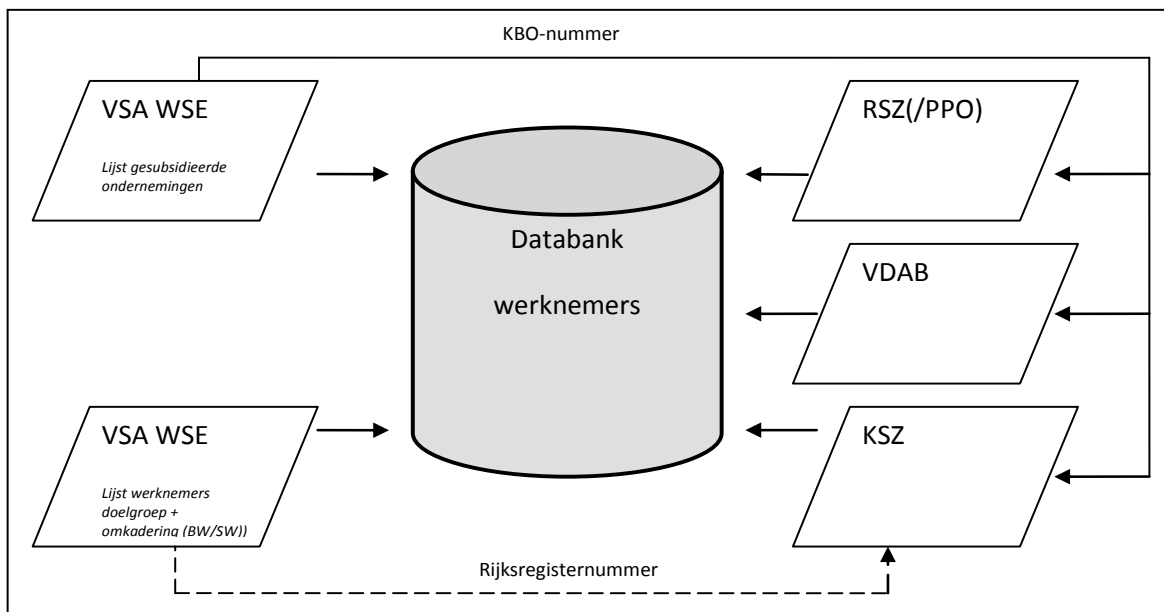 KBO-nummer
VSA WSE
Lijst gesubsidieerde
ondernemingen
RSZ(/PPO)
Databank
werknemers
VDAB
VSA WSE
Lijst werknemers
doelgroep +
omkadering (BW/SW))
KSZ
Rijksregisternummer